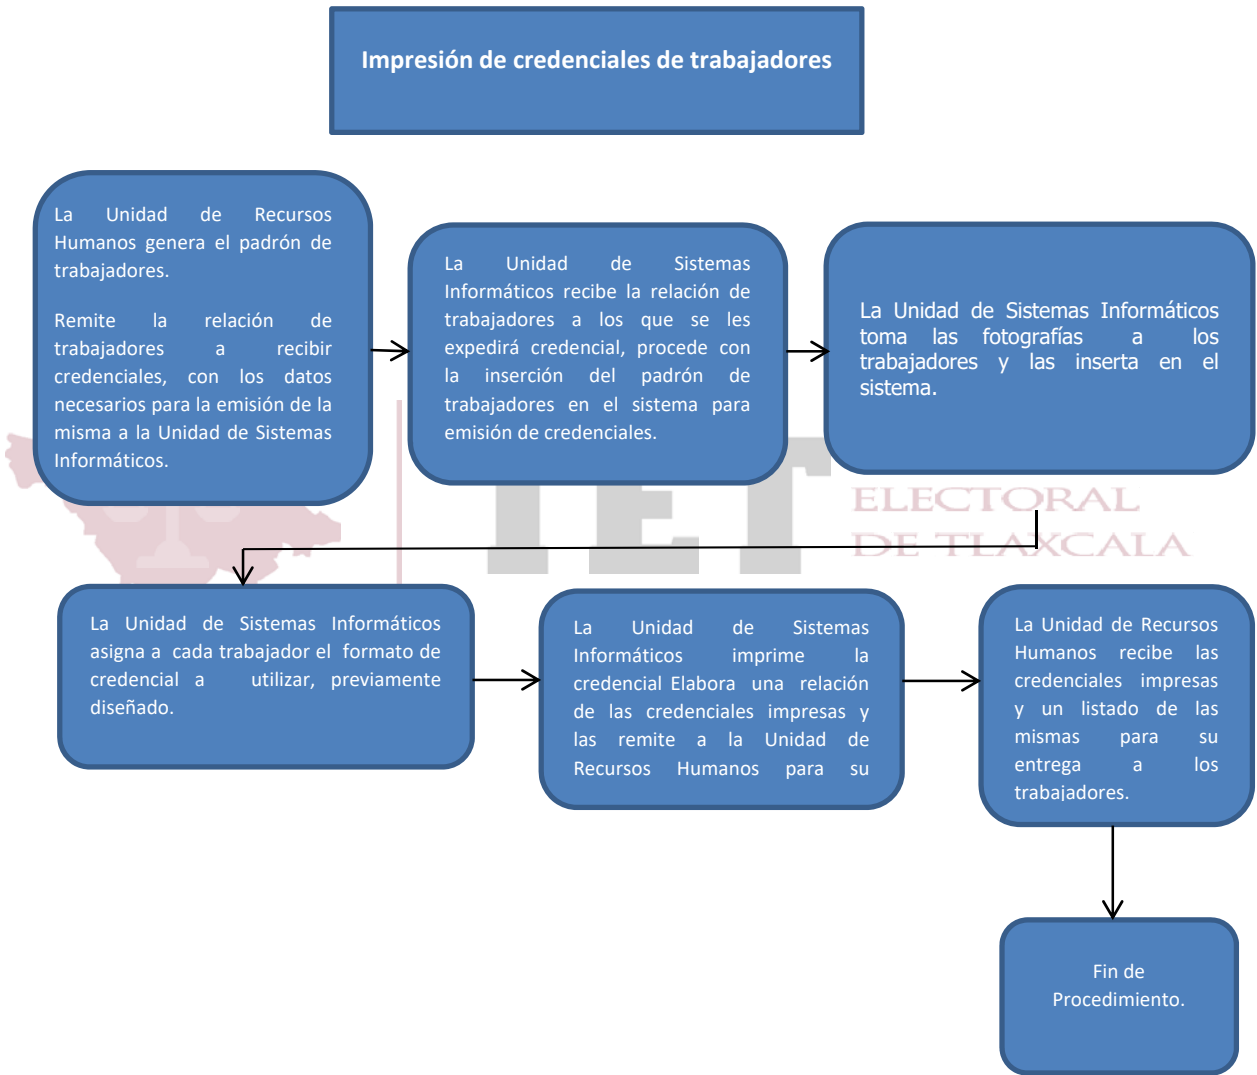 Impresión de credenciales de trabajadores
La Unidad de Recursos
Humanos genera el padrón de
trabajadores.
Remite la relación de
trabajadores a recibir
credenciales, con los datos
necesarios para la emisión de la
misma a la Unidad de Sistemas
Informáticos.
La Unidad de Sistemas
Informáticos recibe la relación de
trabajadores a los que se les
expedirá credencial, procede con
la inserción del padrón de
trabajadores en el sistema para
emisión de credenciales.
La Unidad de Sistemas Informáticos
toma las fotografías a los
trabajadores y las inserta en el
sistema.
TET
ELECTORAL
DE TLAXCALA
La Unidad de Sistemas Informáticos
asigna a cada trabajador el formato de
credencial a utilizar, previamente
diseñado.
La Unidad de Sistemas
Informáticos imprime la
credencial Elabora una relación
de las credenciales impresas y
las remite a la Unidad de
Recursos Humanos para su
La Unidad de Recursos
Humanos recibe las
credenciales impresas
y un listado de las
mismas para su
entrega a los
trabajadores.
Fin de
Procedimiento.